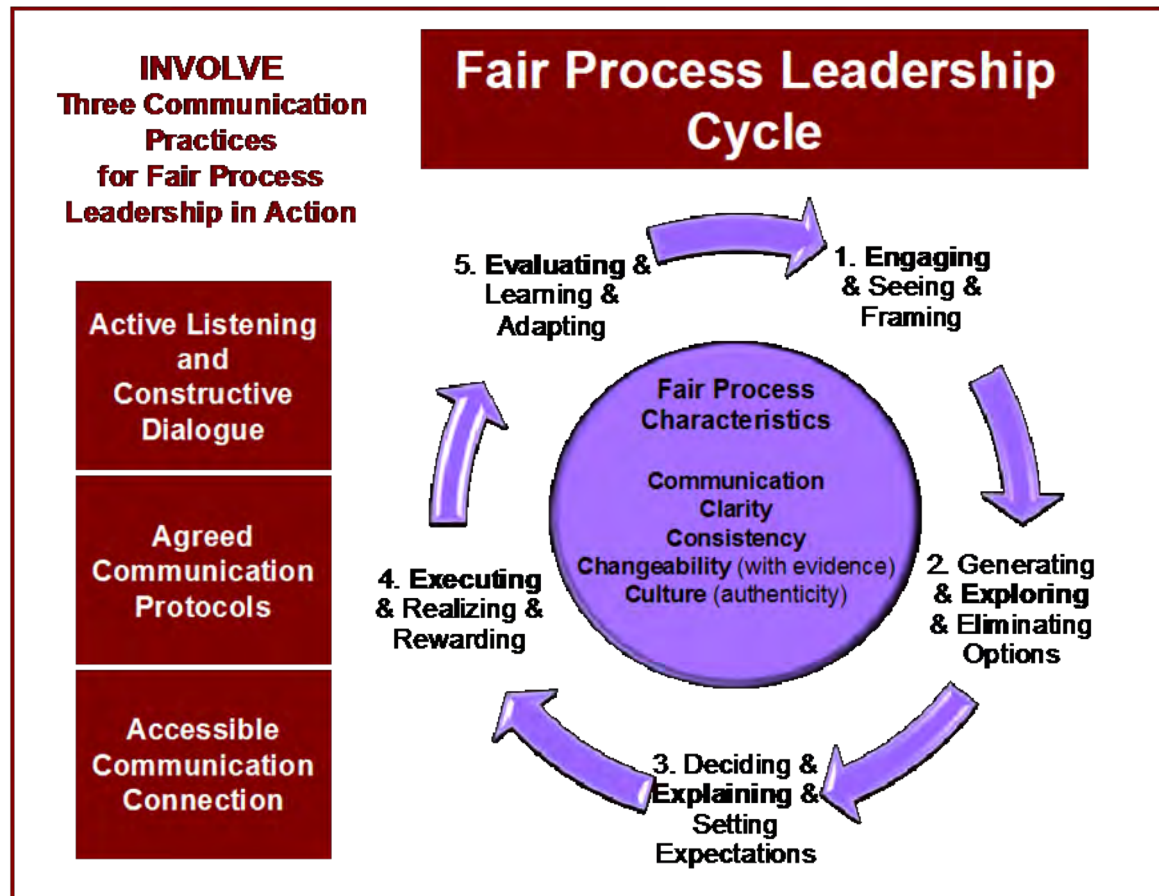 INVOLVE
Three Communication
Practices
for Fair Process
Leadership in Action
Active Listening
and
Constructive
Dialogue
Agreed
Communication
Protocols
Accessible
Communication
Connection
Fair Process Leadership
Cycle
1. Engaging
& Seeing &
Framing
2. Generating
& Exploring
& Eliminating
Options
3. Deciding &
Explaining &
Setting
Expectations
4. Executing
& Realizing &
Rewarding
5. Evaluating &
Learning &
Adapting
Fair Process
Characteristics
Communication
Clarity
Consistency
Changeability (with evidence)
Culture (authenticity)